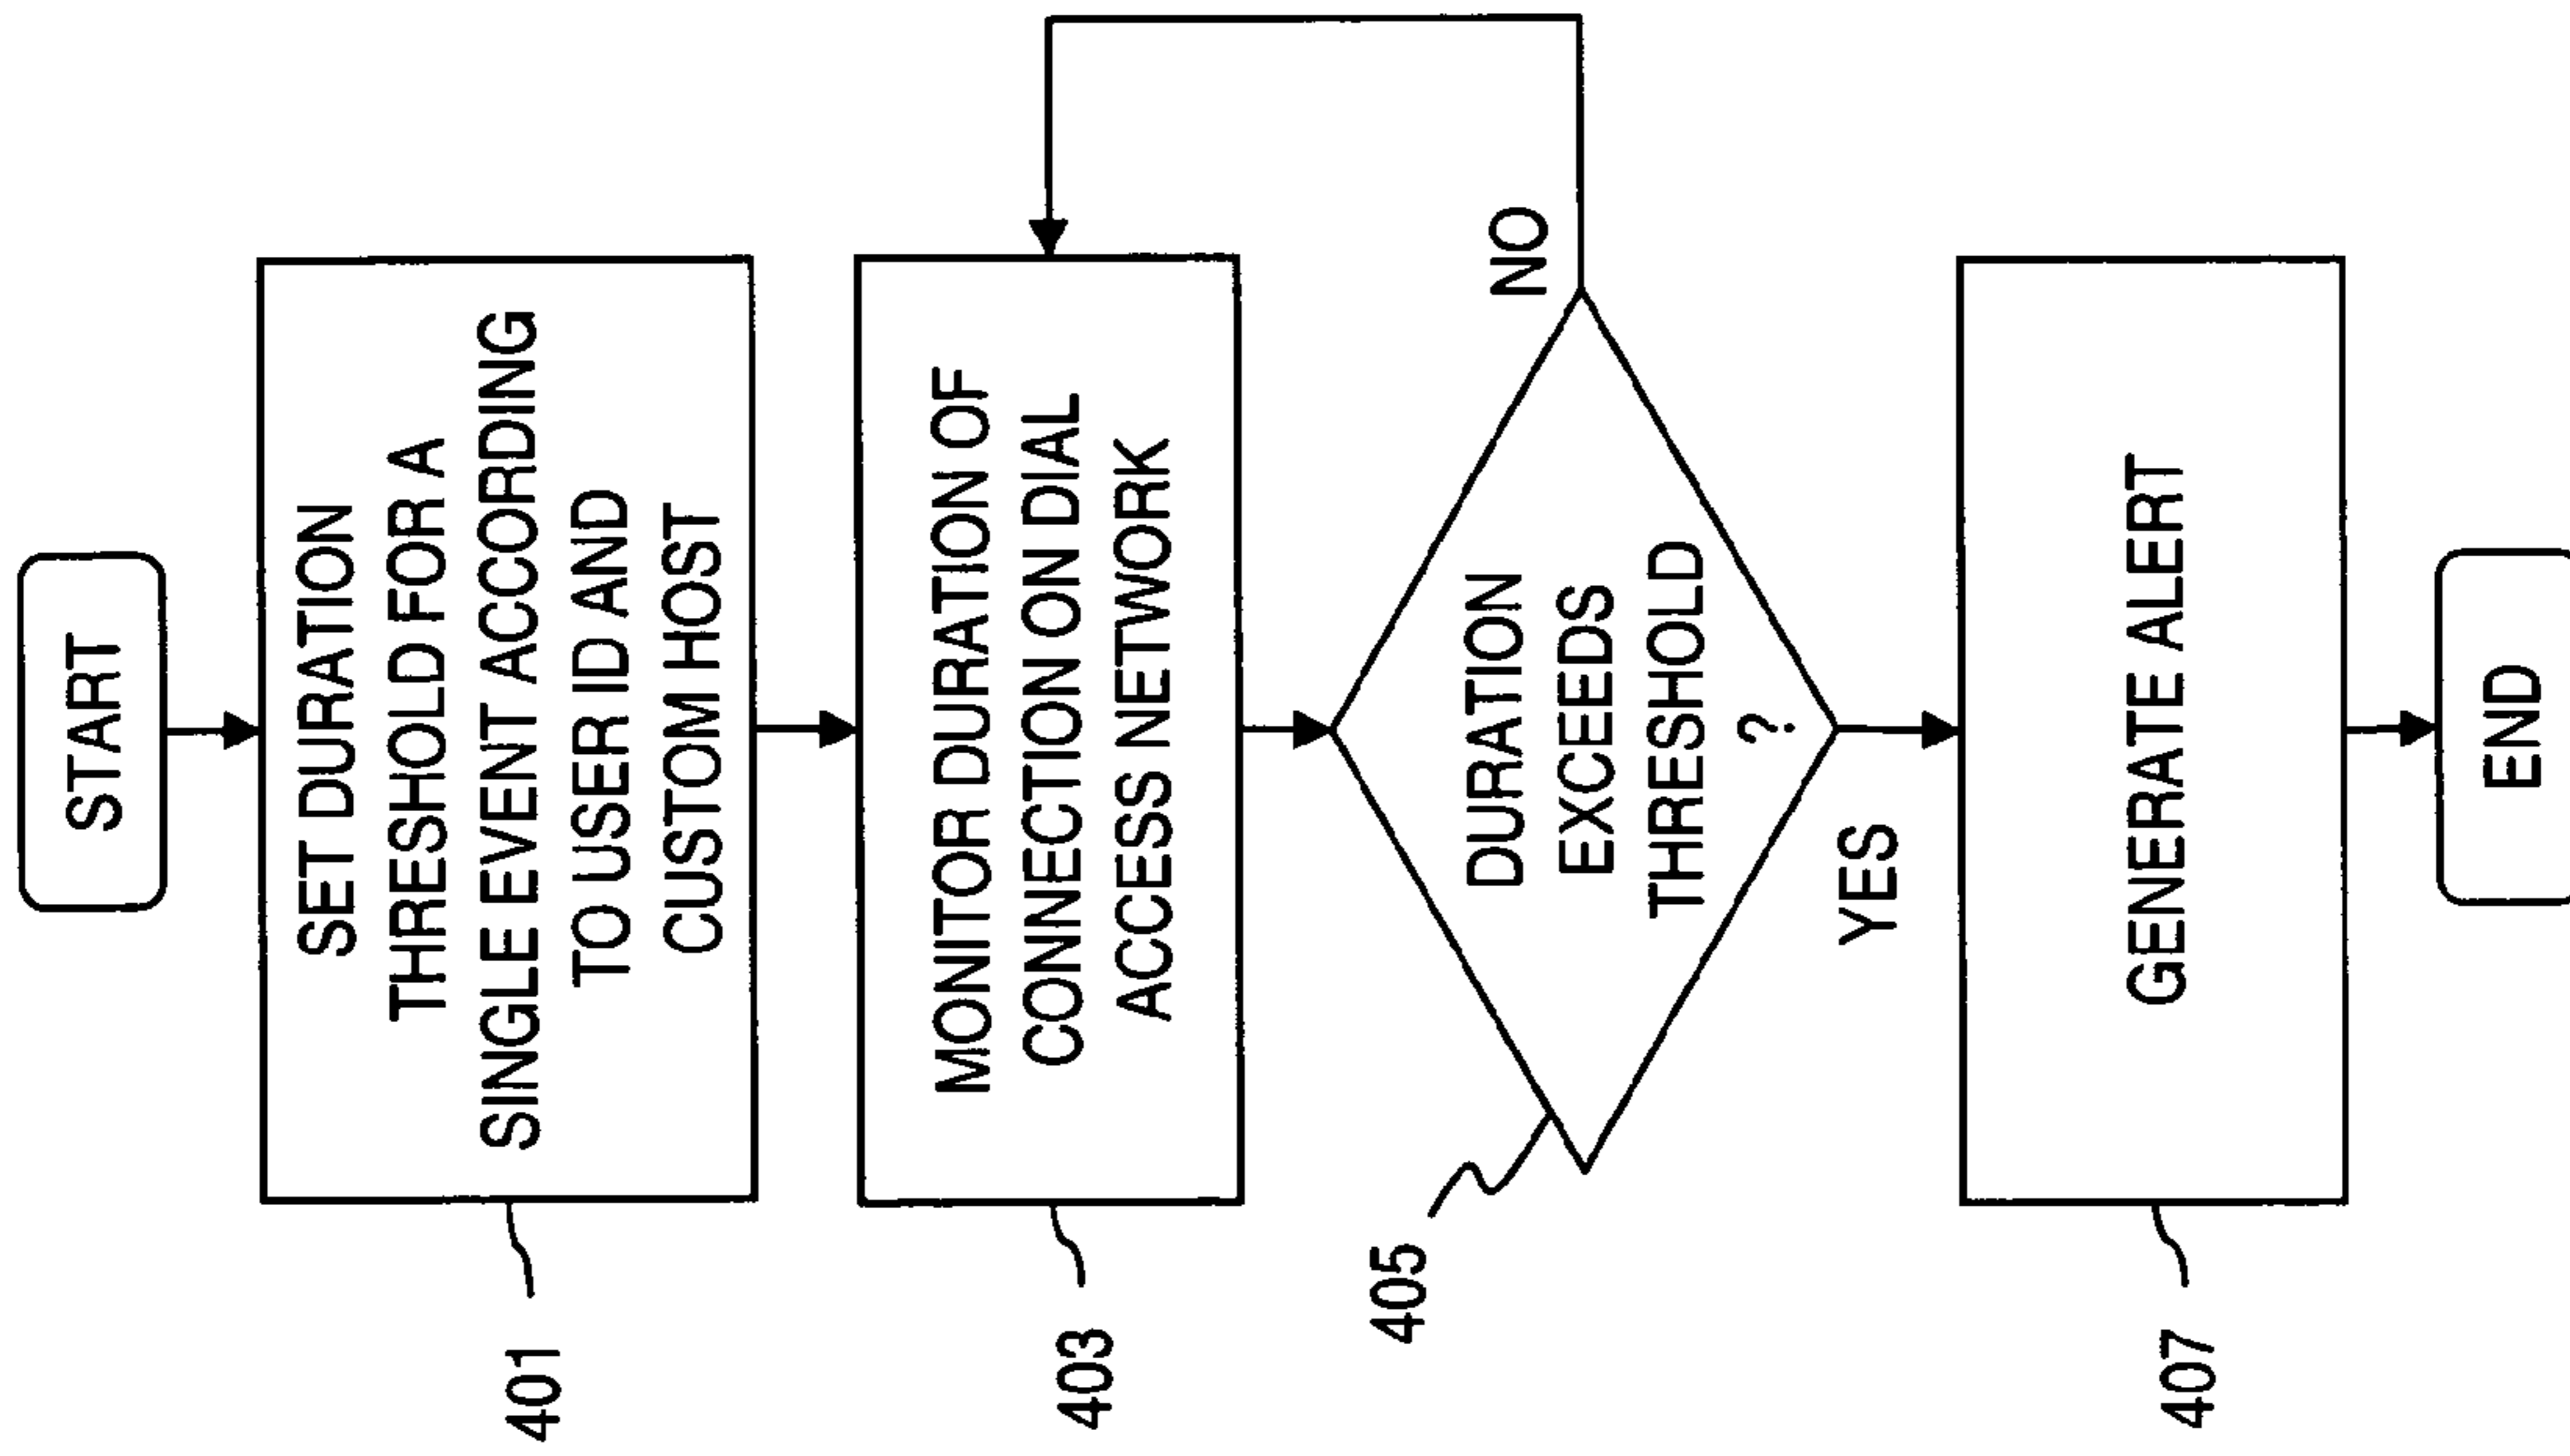 START
SET DURATION
THRESHOLD FOR A
SINGLE EVENT ACCORDING
TO USER ID AND
CUSTOM HOST
401
MONITOR DURATION OF
CONNECTION ON DIAL
ACCESS NETWORK
403
DURATION
EXCEEDS
THRESHOLD
?
405
NO
YES
GENERATE ALERT
407
END